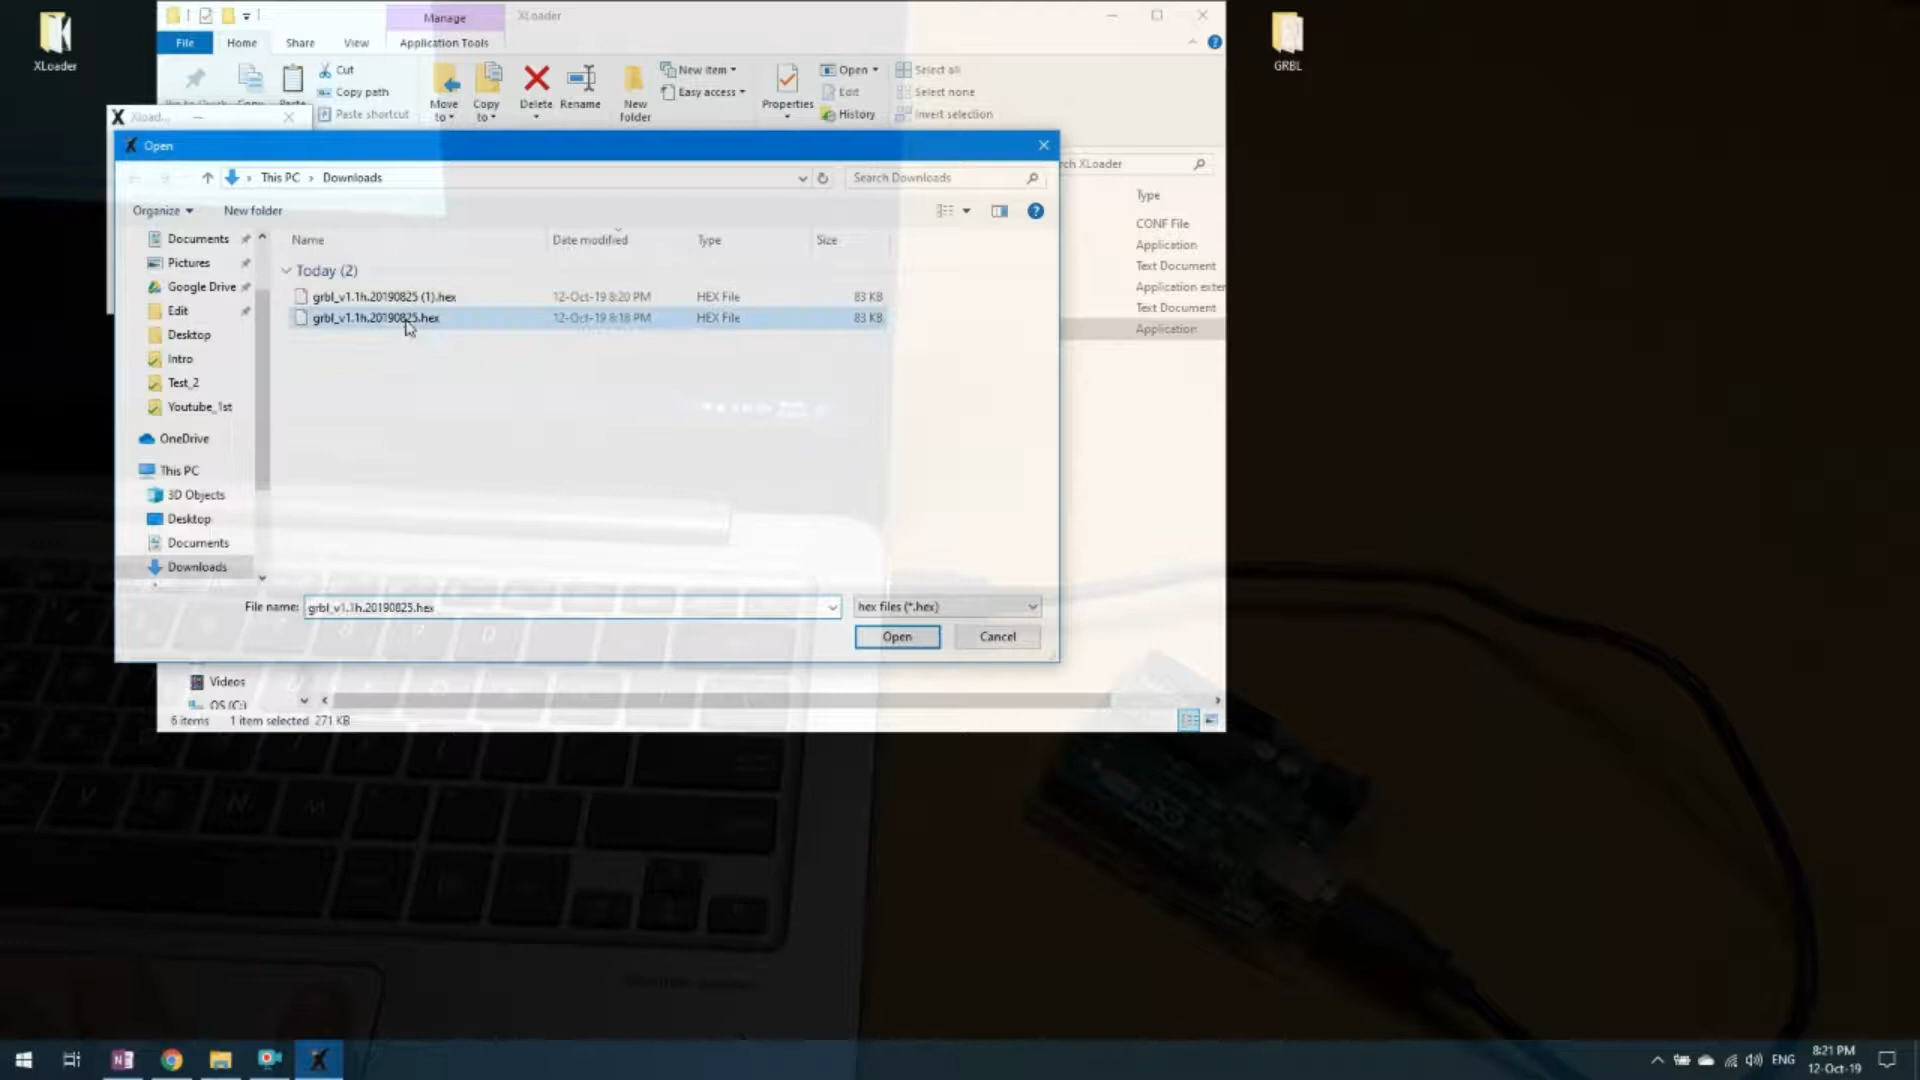 XLoader
Manage
XLoader
GRBL
File
Home
Share
View
Application Tools
Cut
Copy path
Paste shortcut
Move to
Copy to
Delete
Rename
New folder
New item
Easy access
Properties
Open
Edit
History
Select all
Select none
Invert selection
Xload...
Open
This PC
Downloads
Search Downloads
rch XLoader
Organize
New folder
Type
CONF File
Application
Text Document
Application exter
Text Document
Application
Documents
Pictures
Google Drive
Edit
Desktop
Intro
Test_2
Youtube_1st
OneDrive
This PC
3D Objects
Desktop
Documents
Downloads
Name
Date modified
Type
Size
Today (2)
grbl_v1.1h.20190825 (1).hex 12-Oct-19 8:20 PM HEX File 83 KB
grbl_v1.1h.20190825.hex 12-Oct-19 8:18 PM HEX File 83 KB
File name: grbl_v1.1h.20190825.hex
hex files (*.hex)
Open
Cancel
Videos
OS (C:)
6 items 1 item selected 271 KB
ENG
8:21 PM
12-Oct-19